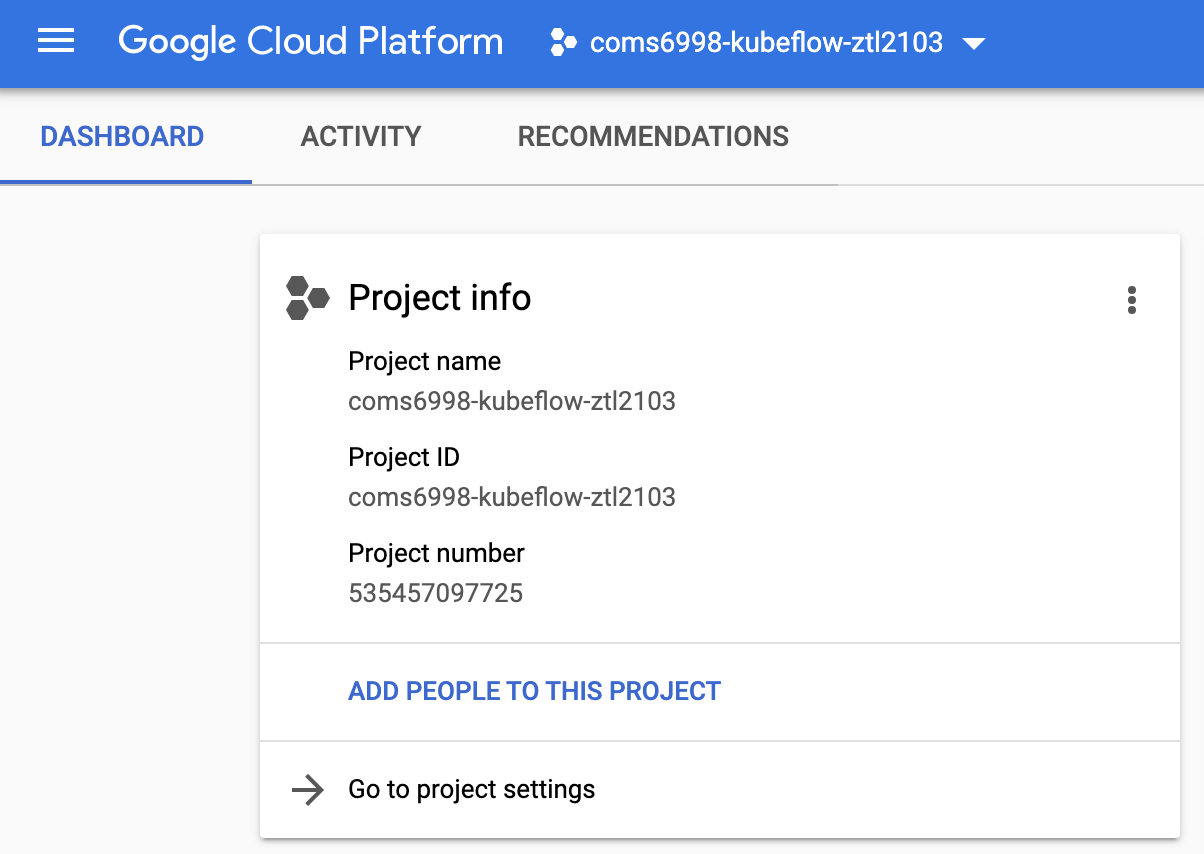 Google Cloud Platform coms6998-kubeflow-ztl2103
DASHBOARD ACTIVITY RECOMMENDATIONS
Project info
Project name
coms6998-kubeflow-ztl2103
Project ID
coms6998-kubeflow-ztl2103
Project number
535457097725
ADD PEOPLE TO THIS PROJECT
Go to project settings